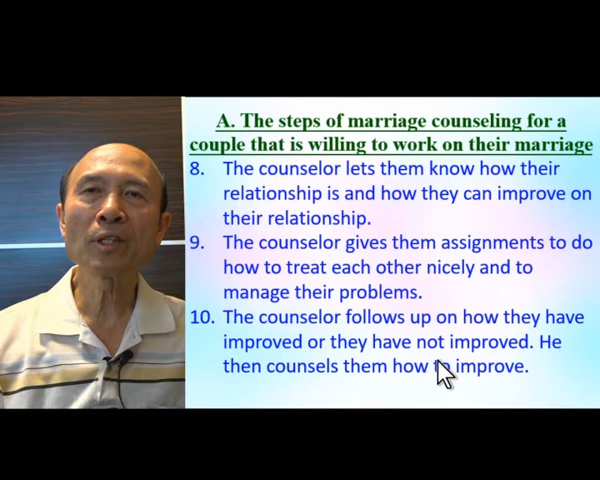 A. The steps of marriage counseling for a
couple that is willing to work on their marriage
8. The counselor lets them know how their
relationship is and how they can improve on
their relationship.
9. The counselor gives them assignments to do
how to treat each other nicely and to
manage their problems.
10. The counselor follows up on how they have
improved or they have not improved. He
then counsels them how to improve.